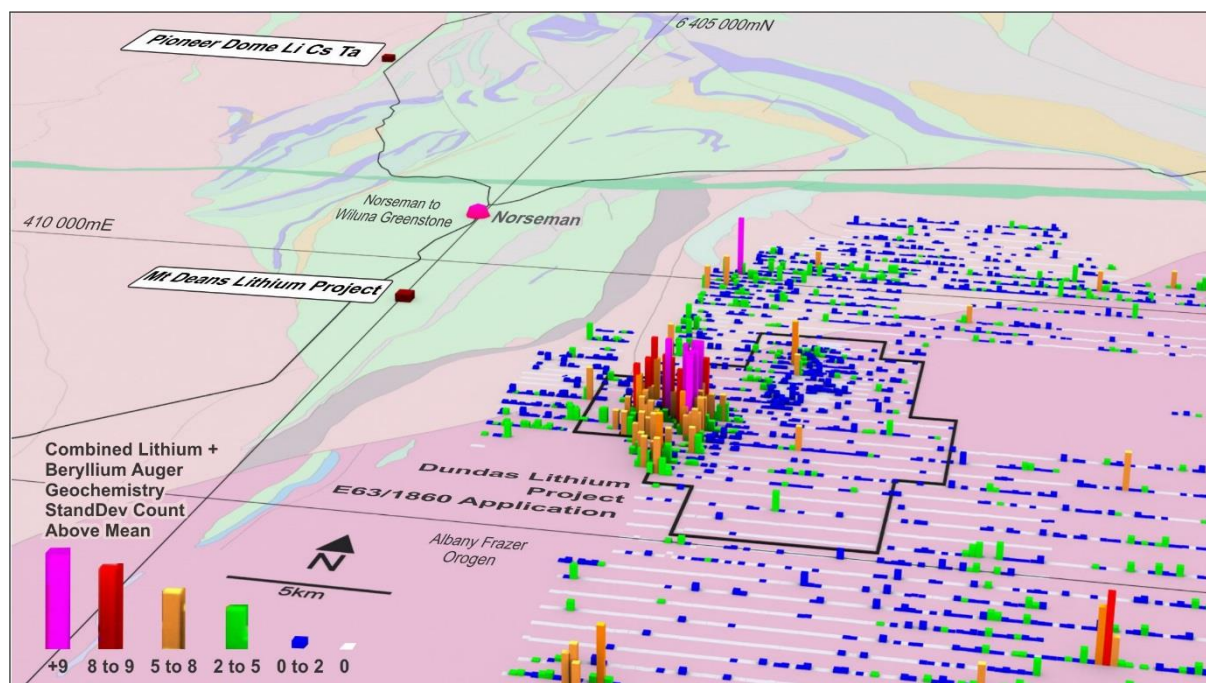 6 405 000mN
Pioneer Dome Li Cs Ta
Norseman to
Wiluna Greenstone
Norseman
410 000mE
Mt Deans Lithium Project
Combined Lithium +
Beryllium Auger
Geochemistry
StandDev Count
Above Mean
Dundas Lithium
Project
E63/1860 Application
Albany Frazer
Orogen
N
5km
+9 8 to 9 5 to 8 2 to 5 0 to 2 0